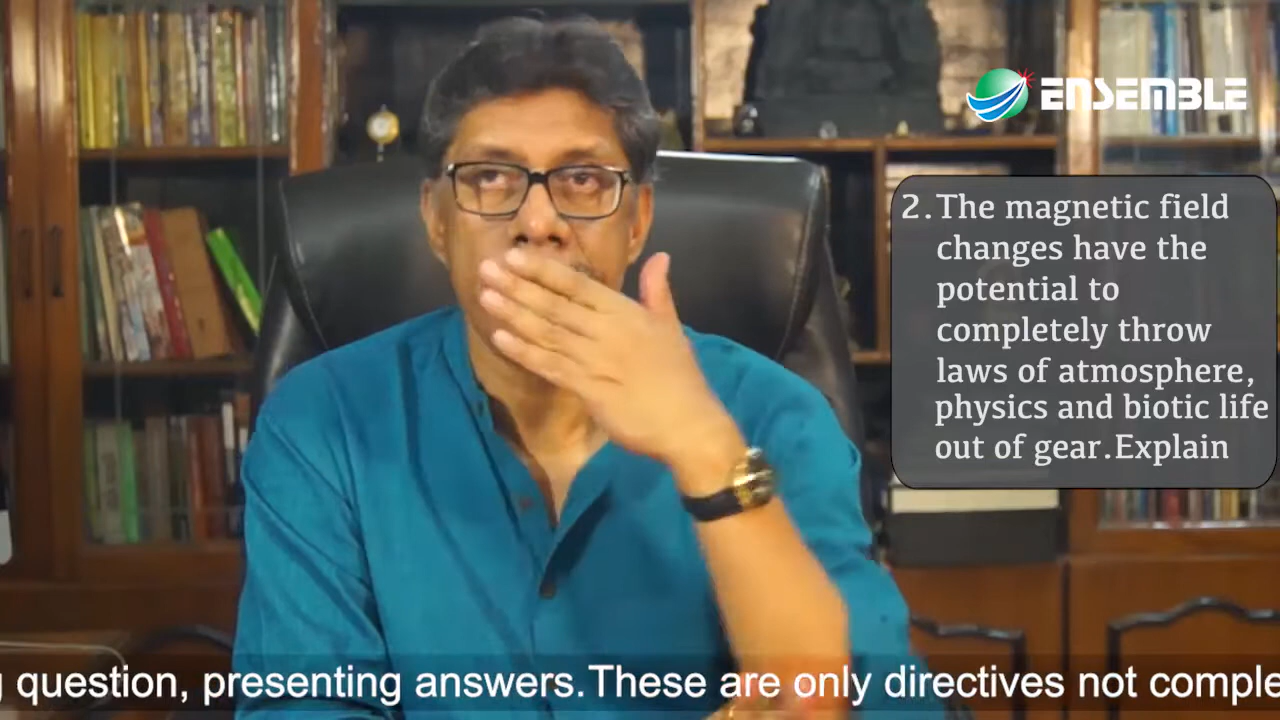 ENSEMBLE
2.The magnetic field
changes have the
potential to
completely throw
laws of atmosphere,
physics and biotic life
out of gear.Explain
question, presenting answers.These are only directives not